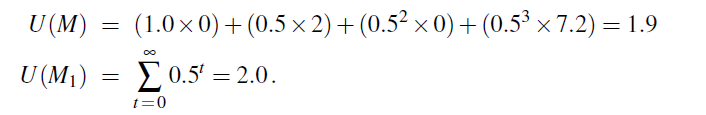 U(M) = (1.0 × 0) + (0.5 × 2) + (0.5² × 0) + (0.5³ × 7.2) = 1.9
U(M₁) = ∑_{t=0}^{∞} 0.5ᵗ = 2.0.